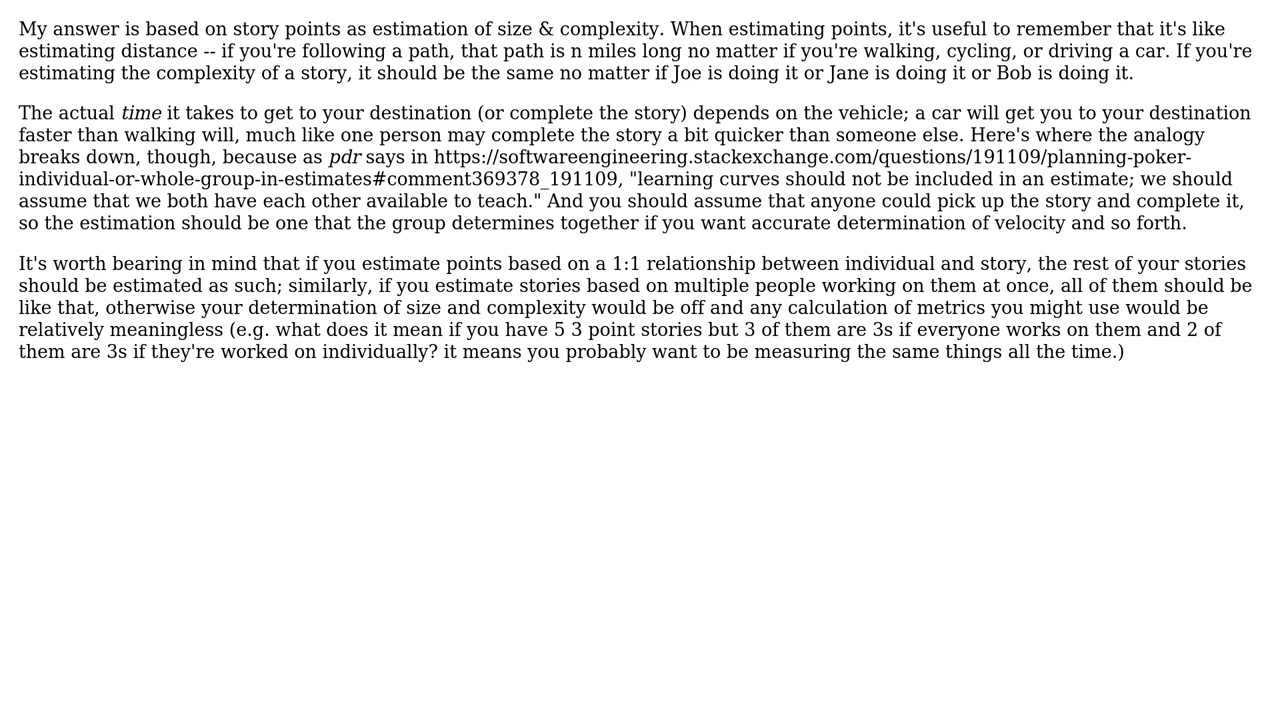 My answer is based on story points as estimation of size & complexity. When estimating points, it's useful to remember that it's like
estimating distance -- if you're following a path, that path is n miles long no matter if you're walking, cycling, or driving a car. If you're
estimating the complexity of a story, it should be the same no matter if Joe is doing it or Jane is doing it or Bob is doing it.
The actual time it takes to get to your destination (or complete the story) depends on the vehicle; a car will get you to your destination
faster than walking will, much like one person may complete the story a bit quicker than someone else. Here's where the analogy
breaks down, though, because as pdr says in https://softwareengineering.stackexchange.com/questions/191109/planning-poker-
individual-or-whole-group-in-estimates#comment369378_191109, "learning curves should not be included in an estimate; we should
assume that we both have each other available to teach." And you should assume that anyone could pick up the story and complete it,
so the estimation should be one that the group determines together if you want accurate determination of velocity and so forth.
It's worth bearing in mind that if you estimate points based on a 1:1 relationship between individual and story, the rest of your stories
should be estimated as such; similarly, if you estimate stories based on multiple people working on them at once, all of them should be
like that, otherwise your determination of size and complexity would be off and any calculation of metrics you might use would be
relatively meaningless (e.g. what does it mean if you have 5 3 point stories but 3 of them are 3s if everyone works on them and 2 of
them are 3s if they're worked on individually? it means you probably want to be measuring the same things all the time.)